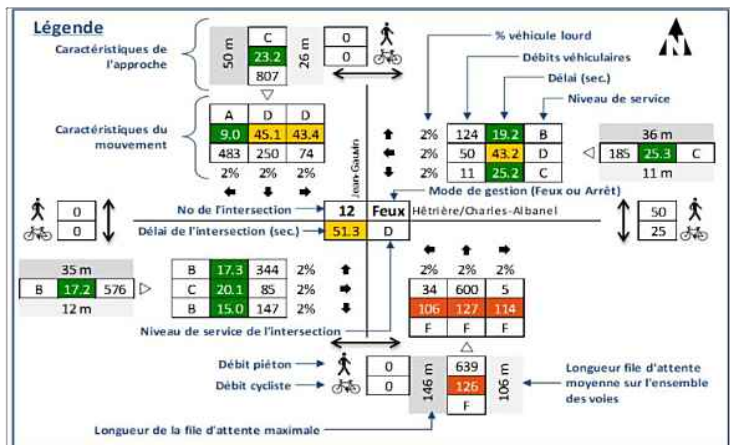 Légende
Caractéristiques de l'approche
50 m
C
23.2
807
26 m
0
0
% véhicule lourd
Débits véhiculaires
Délai (sec.)
Niveau de service
N
Caractéristiques du mouvement
A D D
9.0 45.1 43.4
483 250 74
2% 2% 2%
Jean-Gauvin
2% 124 19.2 B
2% 50 43.2 D
2% 11 25.2 C
36 m
185 25.3 C
11 m
Mode de gestion (Feux ou Arrêt)
No de l'intersection
12 Feux
Hêtrière/Charles-Albanel
Délai de l'intersection (sec.)
51.3 D
0
0
50
25
35 m
B 17.2 576
12 m
B 17.3 344 2%
C 20.1 85 2%
B 15.0 147 2%
2% 2% 2%
34 600 5
106 127 114
F F F
Niveau de service de l'intersection
Débit piéton
Débit cycliste
0
0
146 m
639
126
F
106 m
Longueur file d'attente moyenne sur l'ensemble des voies
Longueur de la file d'attente maximale